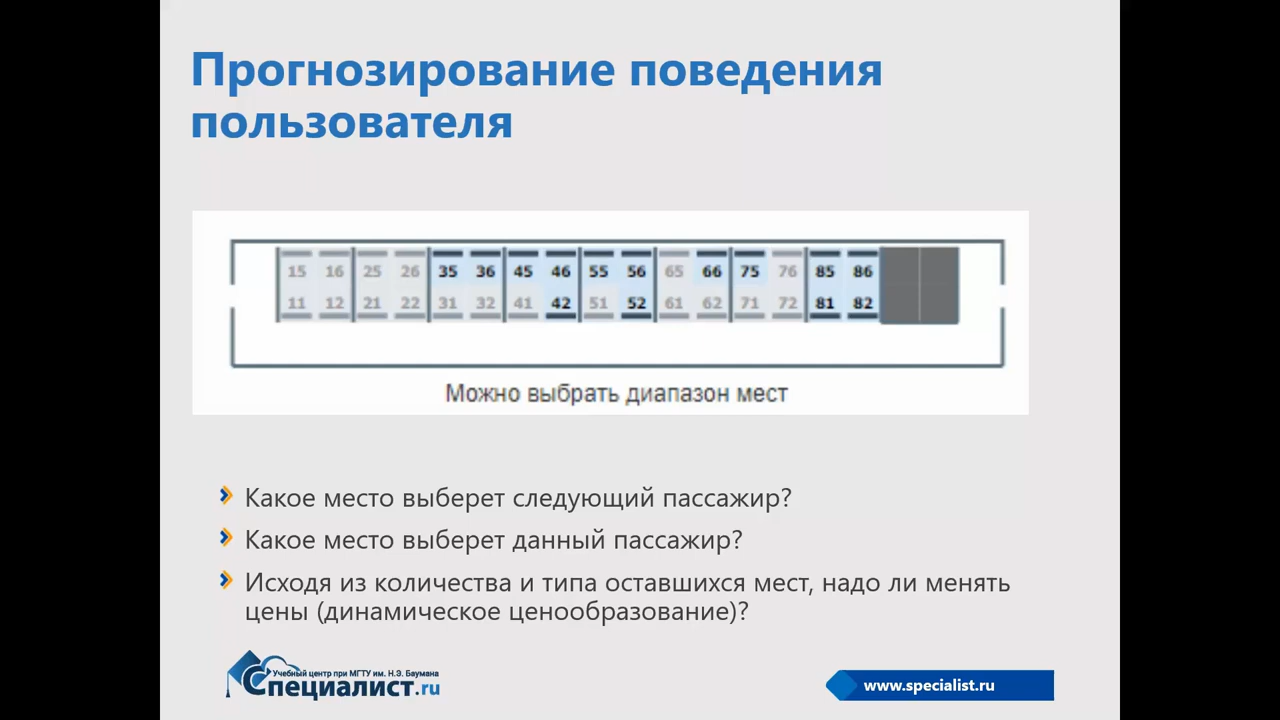 Прогнозирование поведения
пользователя
15 16 25 26 35 36 45 46 55 56 65 66 75 76 85 86
11 12 21 22 31 32 41 42 51 52 61 62 71 72 81 82
Можно выбрать диапазон мест
Какое место выберет следующий пассажир?
Какое место выберет данный пассажир?
Исходя из количества и типа оставшихся мест, надо ли менять
цены (динамическое ценообразование)?
Учебный центр при МГТУ им. Н.Э. Баумана
Специалист.ru
www.specialist.ru